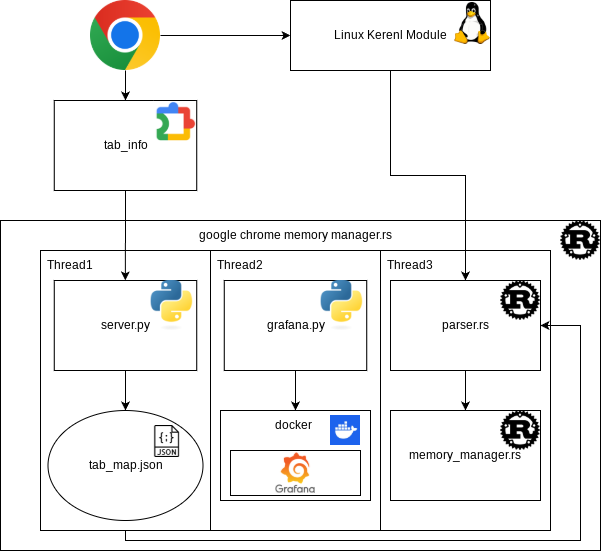 Linux Kerenl Module
tab_info
google chrome memory manager.rs
Thread1
Thread2
Thread3
server.py
grafana.py
parser.rs
docker
{;}
JSON
tab_map.json
Grafana
memory_manager.rs